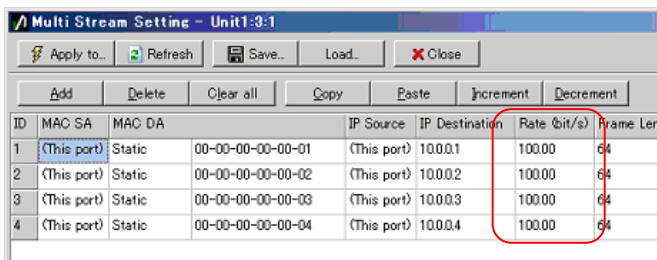 Multi Stream Setting - Unit1:3:1
Apply to... Refresh Save... Load... Close
Add Delete Clear all Copy Paste Increment Decrement
ID MAC SA MAC DA IP Source IP Destination Rate (bit/s) Frame Ler
1 (This port) Static 00-00-00-00-00-01 (This port) 10.0.0.1 100.00 64
2 (This port) Static 00-00-00-00-00-02 (This port) 10.0.0.2 100.00 64
3 (This port) Static 00-00-00-00-00-03 (This port) 10.0.0.3 100.00 64
4 (This port) Static 00-00-00-00-00-04 (This port) 10.0.0.4 100.00 64